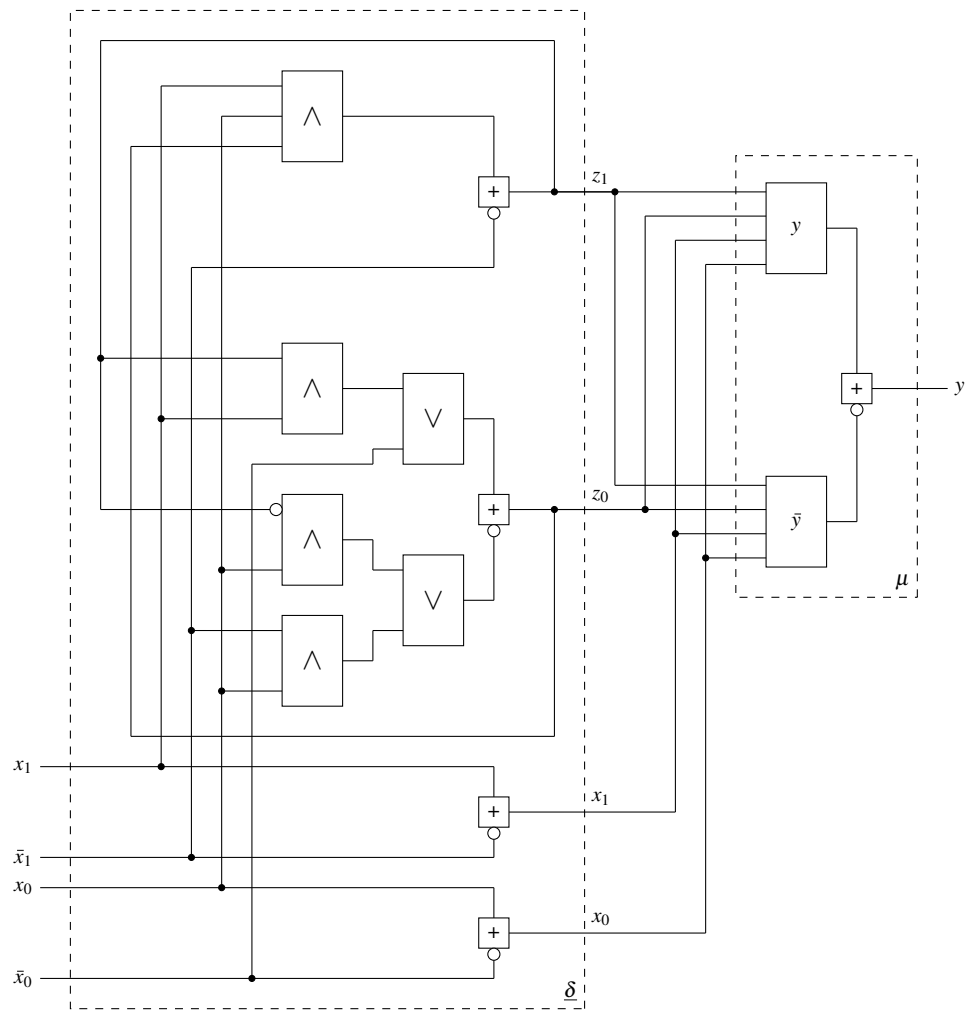 ∧
+
z₁
y
∧
∨
+
y
∧
+
z₀
ȳ
∨
μ
∧
x₁
+
x₁
x̄₁
x₀
+
x₀
x̄₀
δ